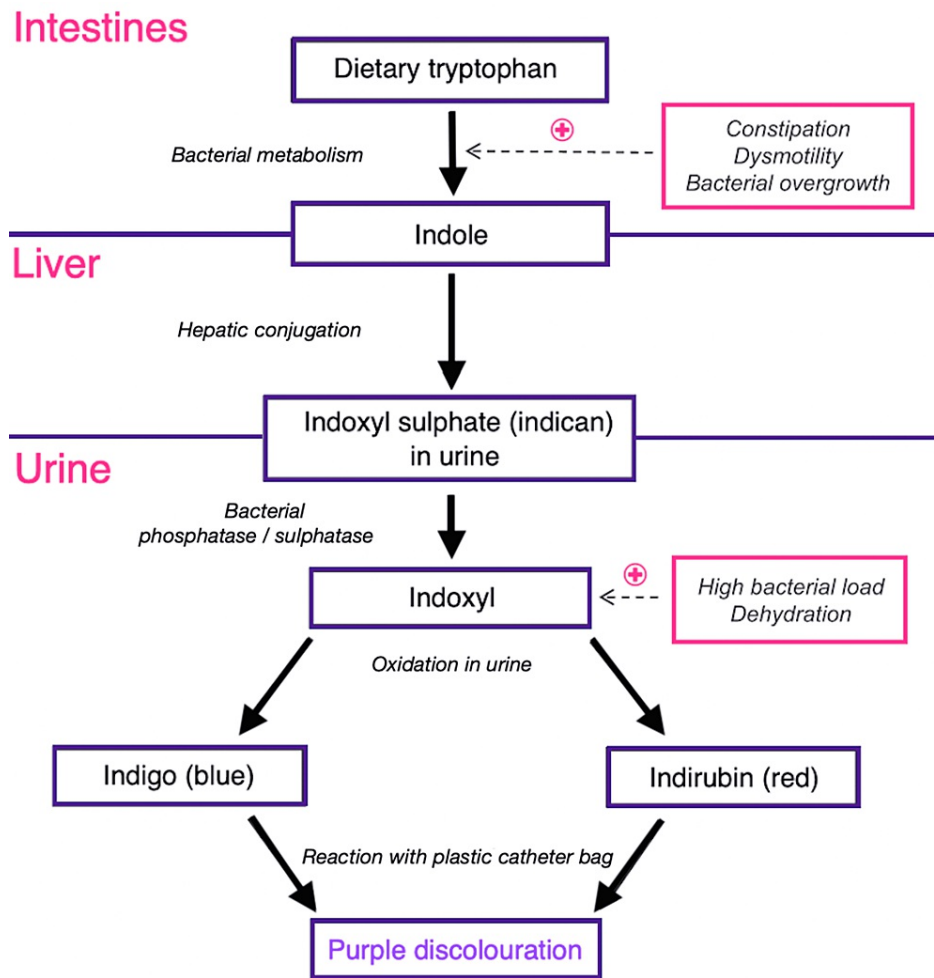 Intestines
Dietary tryptophan
Bacterial metabolism
Constipation
Dysmotility
Bacterial overgrowth
Indole
Liver
Hepatic conjugation
Indoxyl sulphate (indican)
in urine
Urine
Bacterial
phosphatase / sulphatase
Indoxyl
High bacterial load
Dehydration
Oxidation in urine
Indigo (blue)
Indirubin (red)
Reaction with plastic catheter bag
Purple discolouration